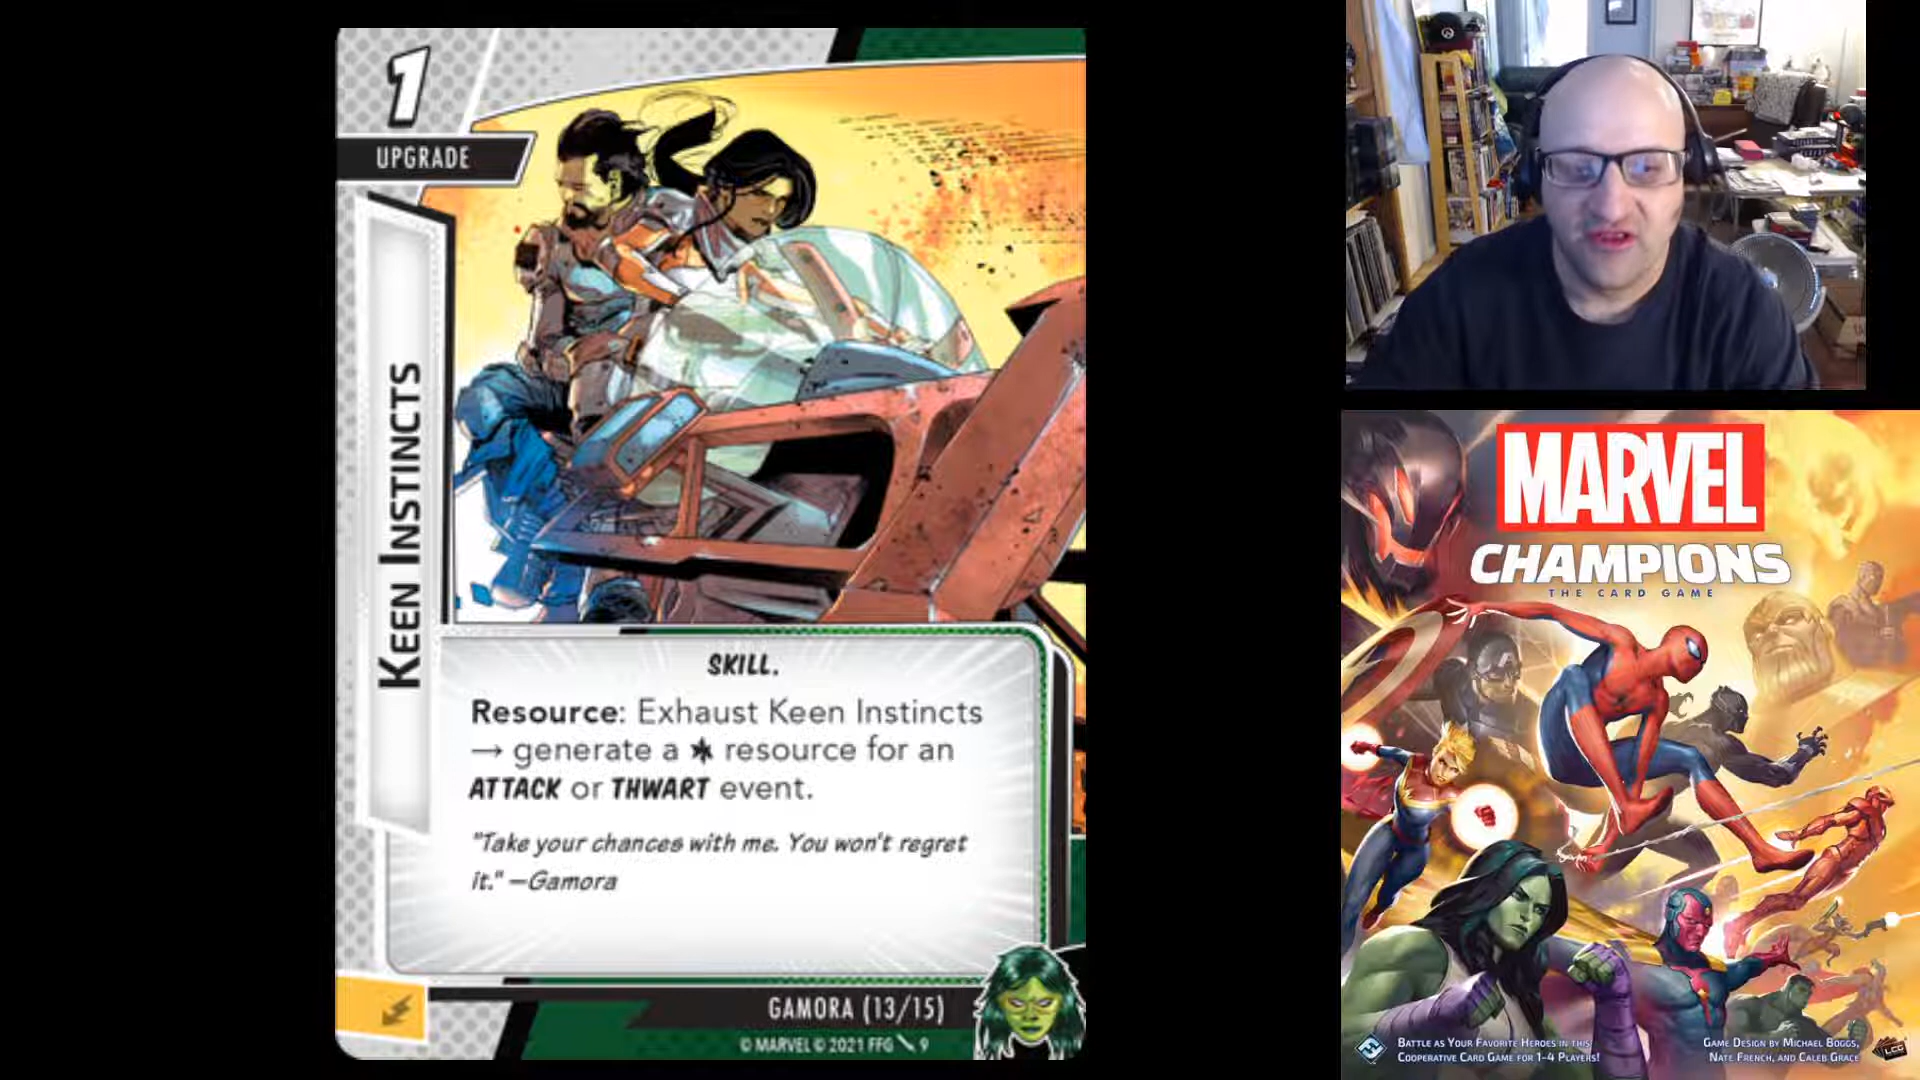 1
UPGRADE
KEEN INSTINCTS
SKILL.
Resource: Exhaust Keen Instincts
→ generate a resource for an
ATTACK or THWART event.
"Take your chances with me. You won't regret
it." —Gamora
GAMORA (13/15)
© MARVEL © 2021 FFG 9
MARVEL
CHAMPIONS
THE CARD GAME
BATTLE AS YOUR FAVORITE HEROES IN THIS
COOPERATIVE CARD GAME FOR 1-4 PLAYERS!
GAME DESIGN BY MICHAEL BOGGS,
NATE FRENCH, AND CALEB GRACE
LCG